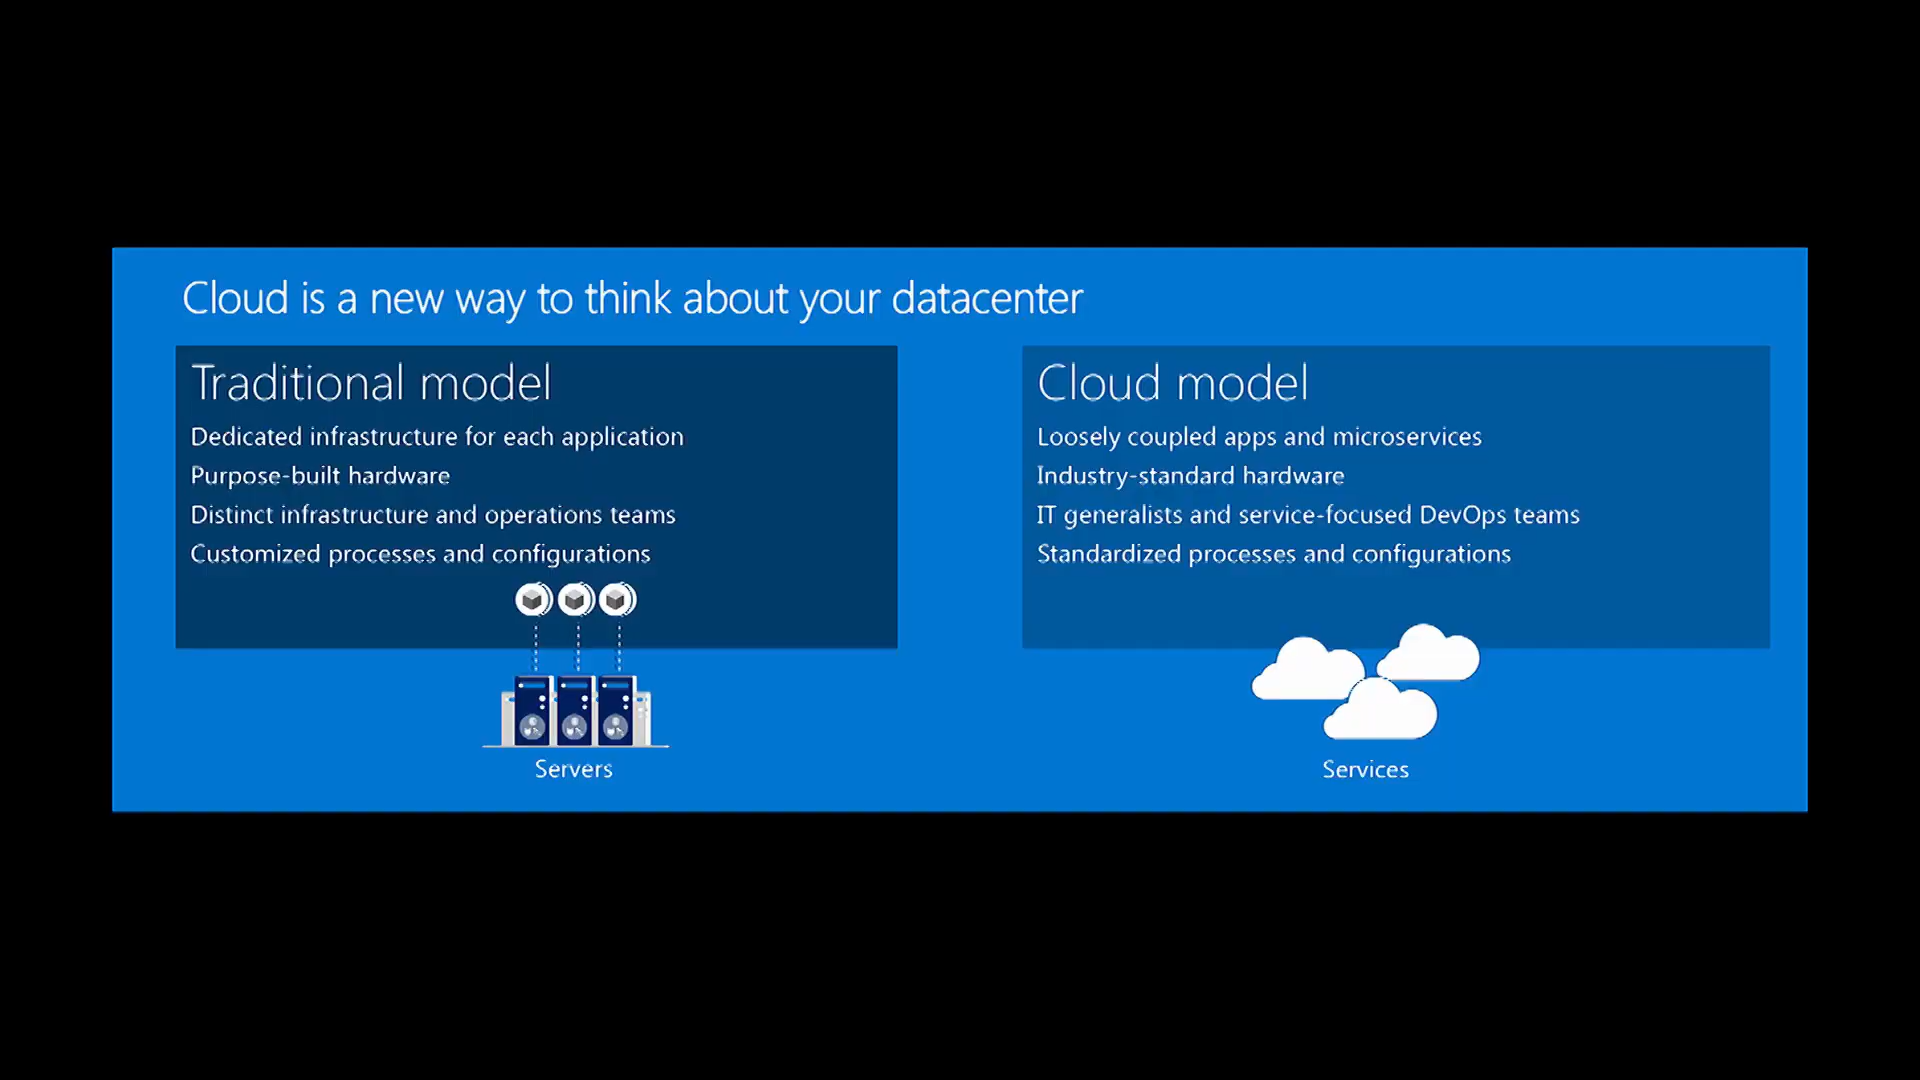 Cloud is a new way to think about your datacenter
Traditional model
Dedicated infrastructure for each application
Purpose-built hardware
Distinct infrastructure and operations teams
Customized processes and configurations
Servers
Cloud model
Loosely coupled apps and microservices
Industry-standard hardware
IT generalists and service-focused DevOps teams
Standardized processes and configurations
Services